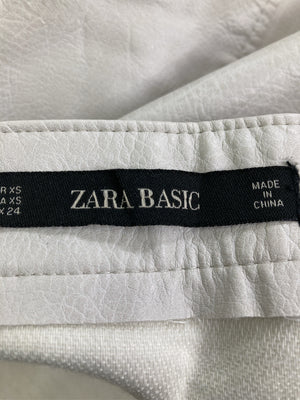 R XS
A XS
X 24
ZARA BASIC
MADE
IN
CHINA